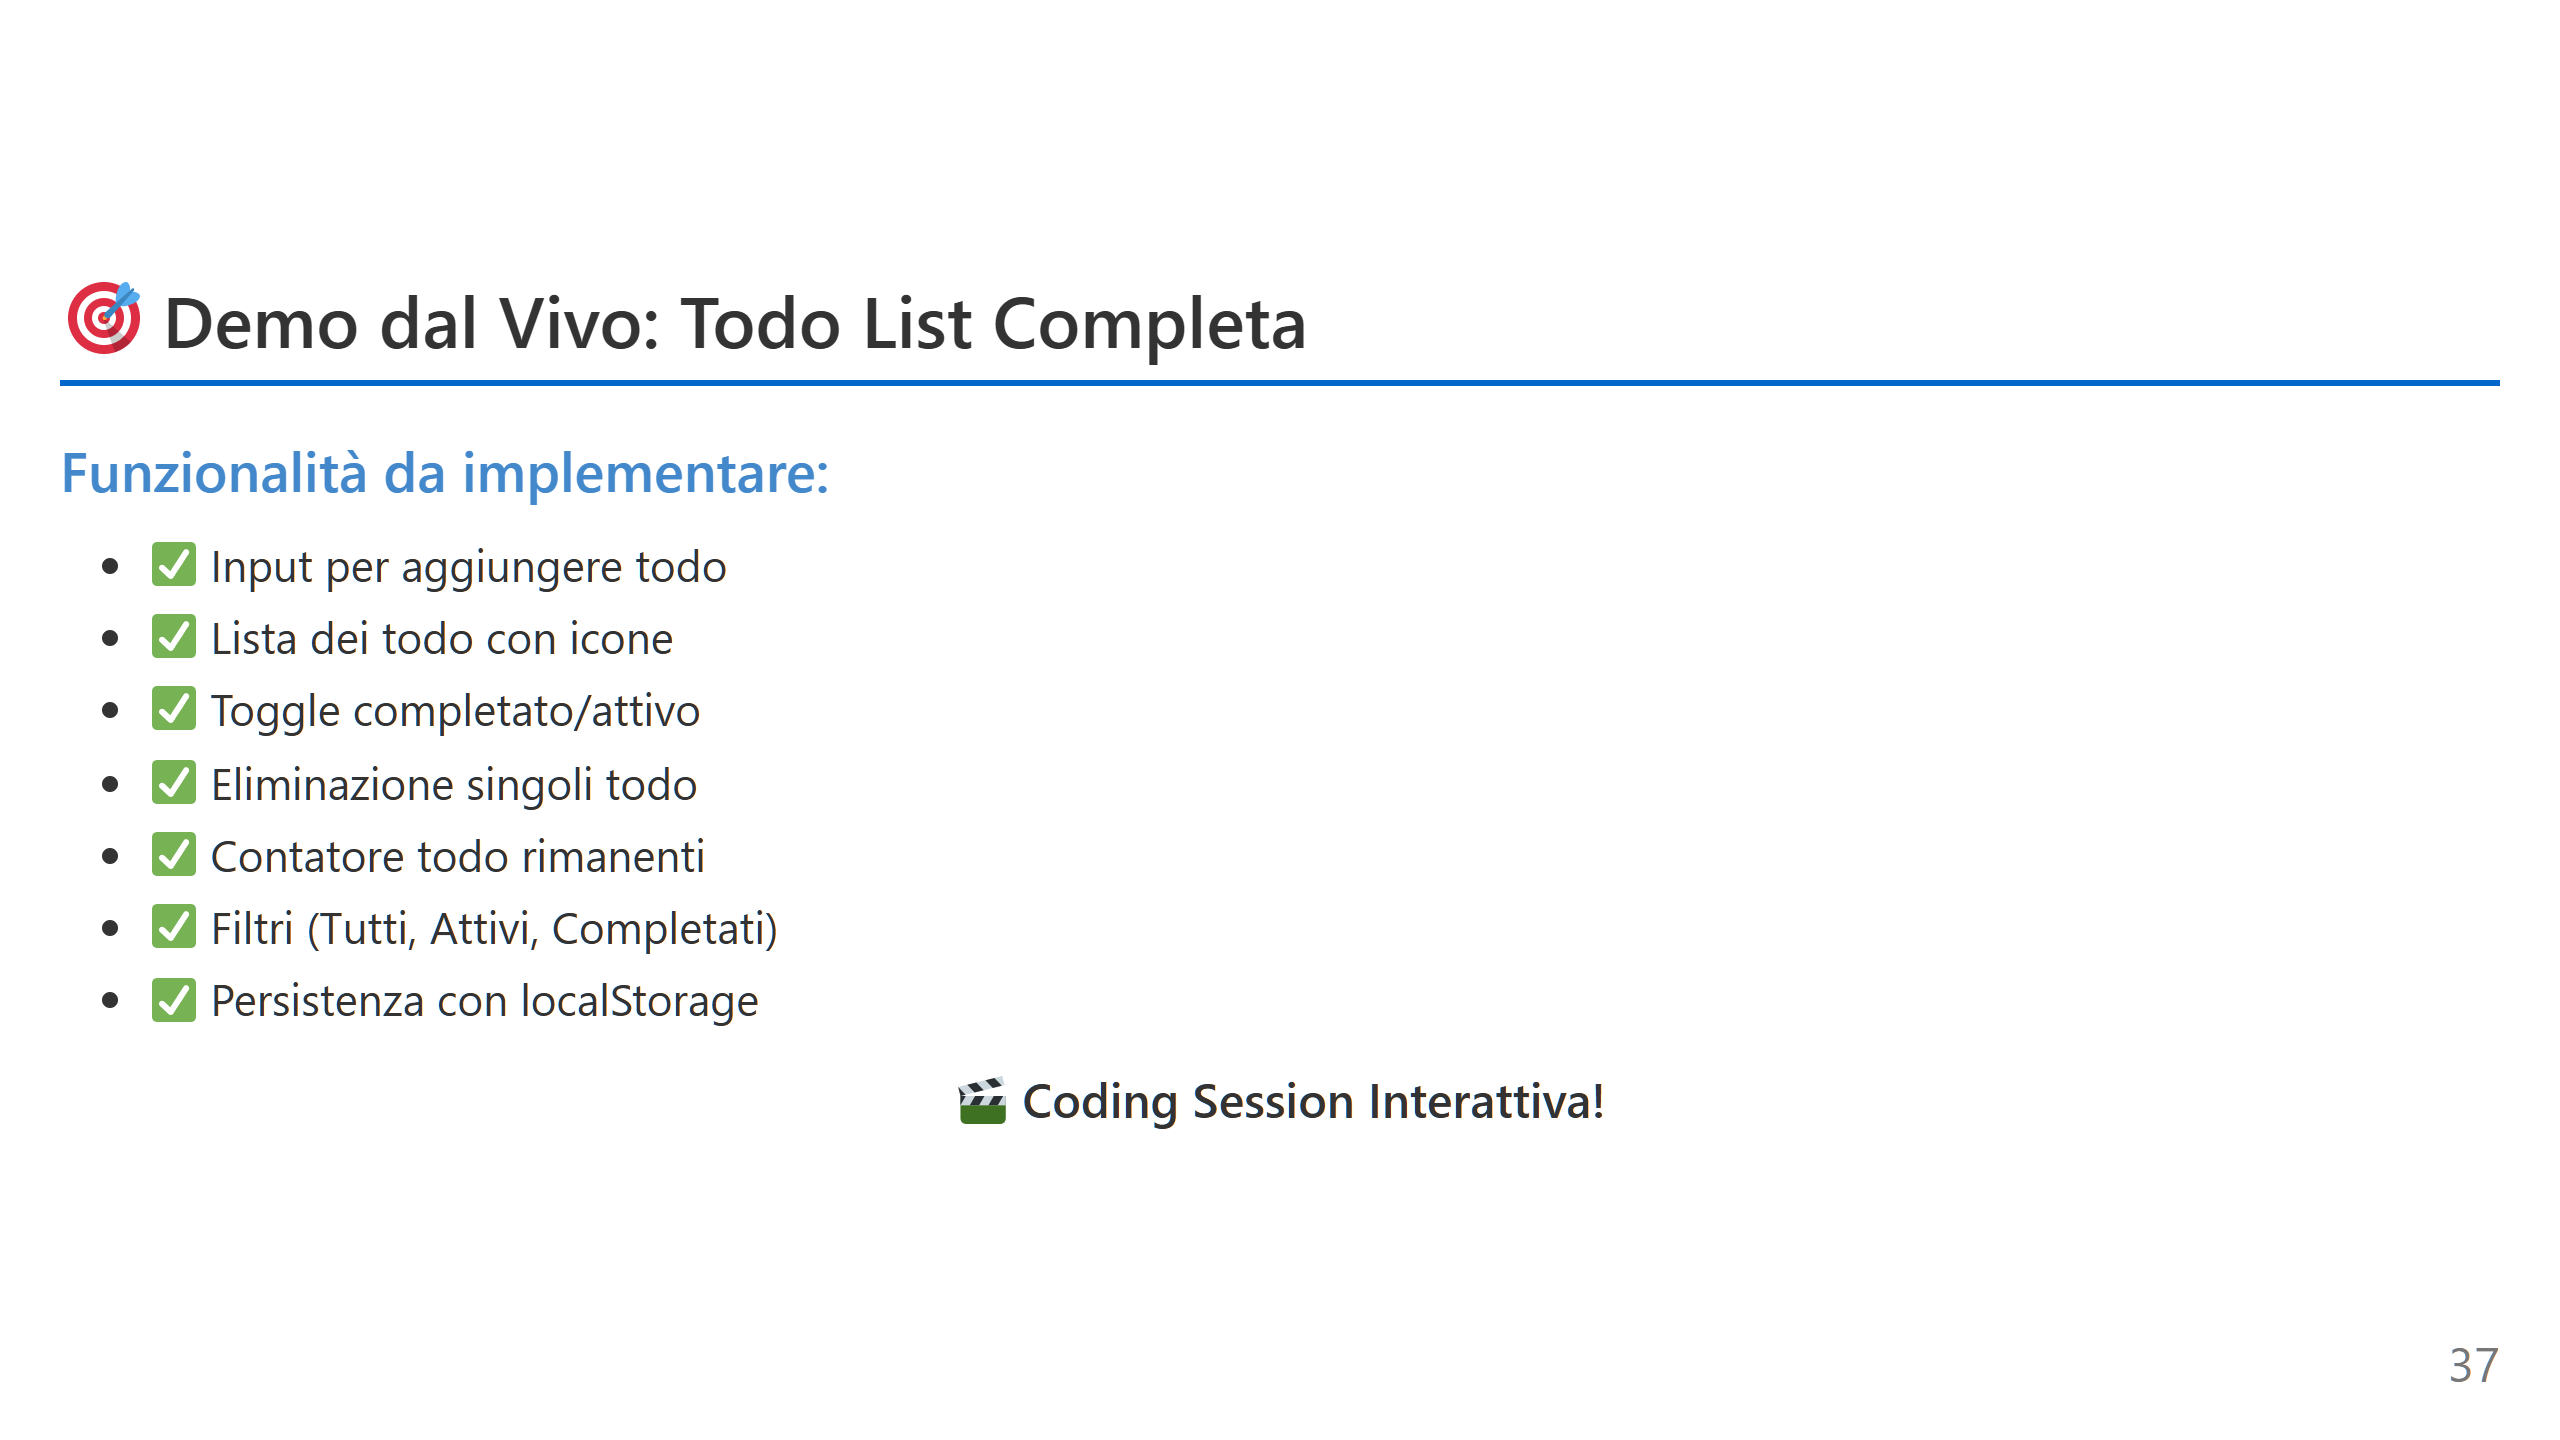 🎯 Demo dal Vivo: Todo List Completa
Funzionalità da implementare:
• ✅ Input per aggiungere todo
• ✅ Lista dei todo con icone
• ✅ Toggle completato/attivo
• ✅ Eliminazione singoli todo
• ✅ Contatore todo rimanenti
• ✅ Filtri (Tutti, Attivi, Completati)
• ✅ Persistenza con localStorage
🎬 Coding Session Interattiva!
37